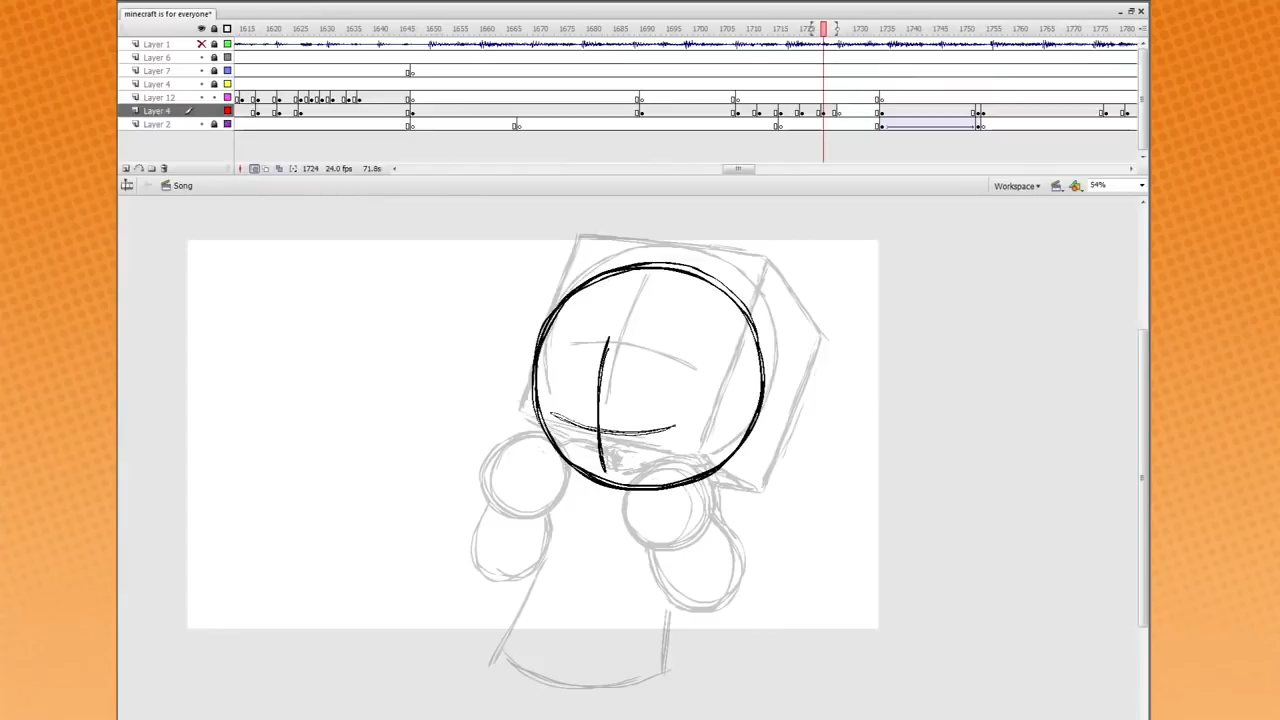 minecraft is for everyone*
1615 1620 1625 1630 1635 1640 1645 1650 1655 1660 1665 1670 1675 1680 1685 1690 1695 1700 1705 1710 1715 1720 1730 1735 1740 1745 1750 1755 1760 1765 1770 1775 1780
Layer 1
Layer 6
Layer 7
Layer 4
Layer 12
Layer 4
Layer 2
1724 24.0 fps 71.8s
Song Workspace 54%